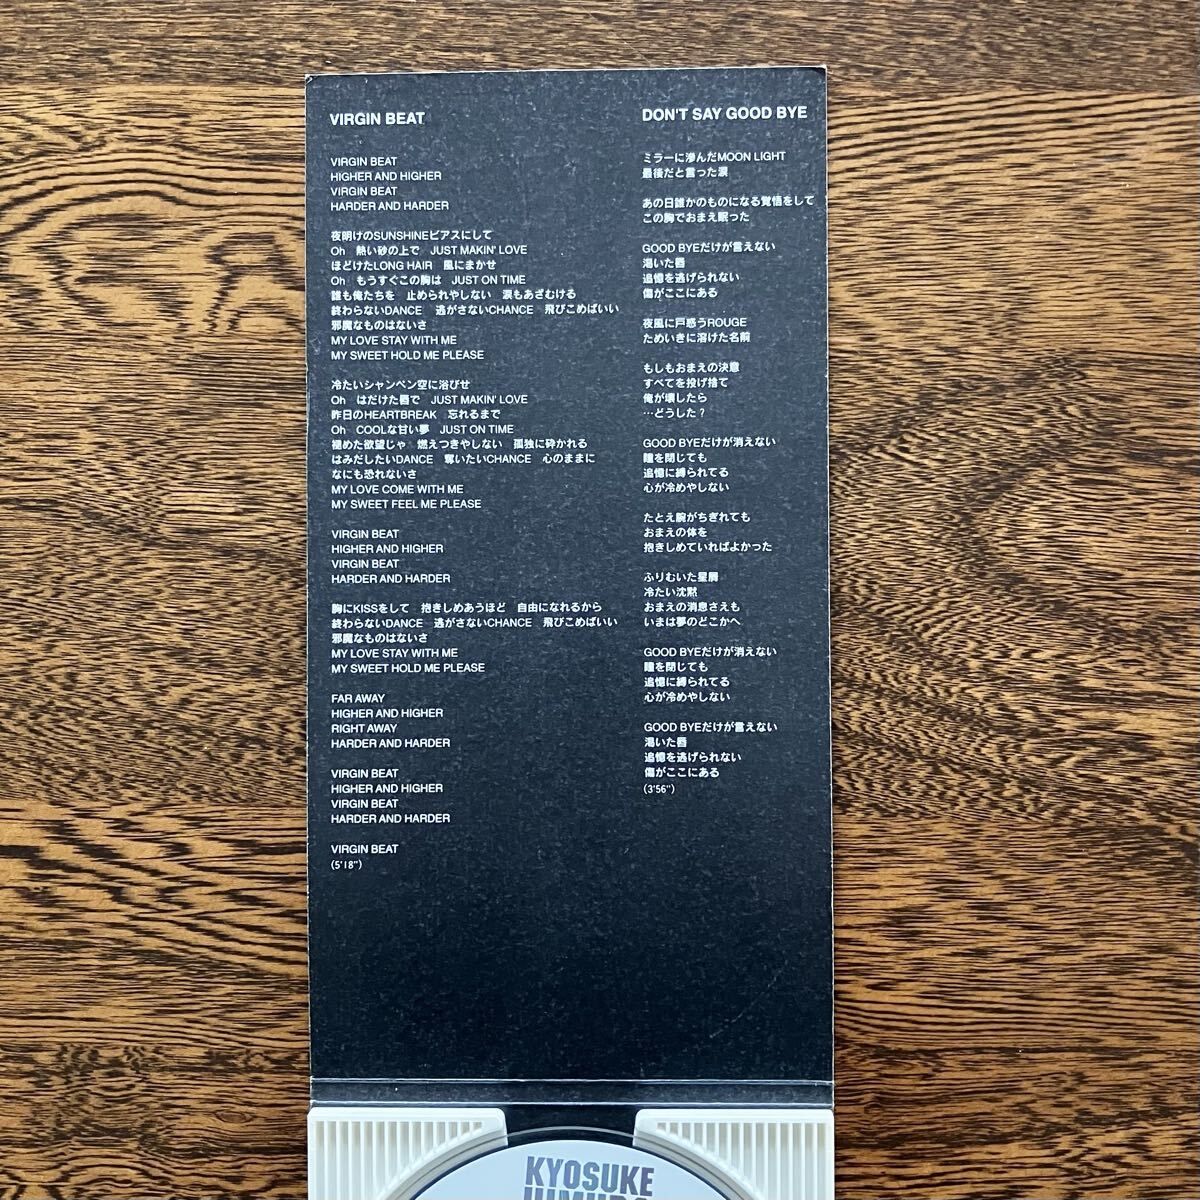 VIRGIN BEAT
VIRGIN BEAT
HIGHER AND HIGHER
VIRGIN BEAT
HARDER AND HARDER
夜明けのSUNSHINEピアスにして
Oh 熱い砂の上で JUST MAKIN' LOVE
ほどけたLONG HAIR 風にまかせ
Oh もうすぐこの胸は JUST ON TIME
誰も俺たちを 止められやしない 涙もあざむける
終わらないDANCE 逃がさないCHANCE 飛びこめばいい
邪魔なものはないさ
MY LOVE STAY WITH ME
MY SWEET HOLD ME PLEASE
冷たいシャンペン空に浴びせ
Oh はだけた唇で JUST MAKIN' LOVE
昨日のHEARTBREAK 忘れるまで
Oh COOLな甘い夢 JUST ON TIME
褪めた欲望じゃ 燃えつきやしない 孤独に砕かれる
はみだしたいDANCE 奪いたいCHANCE 心のままに
なにも恐れないさ
MY LOVE COME WITH ME
MY SWEET FEEL ME PLEASE
VIRGIN BEAT
HIGHER AND HIGHER
VIRGIN BEAT
HARDER AND HARDER
胸にKISSをして 抱きしめあうほど 自由になれるから
終わらないDANCE 逃がさないCHANCE 飛びこめばいい
邪魔なものはないさ
MY LOVE STAY WITH ME
MY SWEET HOLD ME PLEASE
FAR AWAY
HIGHER AND HIGHER
RIGHT AWAY
HARDER AND HARDER
VIRGIN BEAT
HIGHER AND HIGHER
VIRGIN BEAT
HARDER AND HARDER
VIRGIN BEAT
(5'18")
DON'T SAY GOOD BYE
ミラーに滲んだMOON LIGHT
最後だと言った涙
あの日誰かのものになる覚悟をして
この胸でおまえ眠った
GOOD BYEだけが言えない
渇いた唇
追憶を逃げられない
傷がここにある
夜風に戸惑うROUGE
ためいきに溶けた名前
もしもおまえの決意
すべてを投げ捨て
俺が壊したら
…どうした？
GOOD BYEだけが消えない
瞳を閉じても
追憶に縛られてる
心が冷めやしない
たとえ腕がちぎれても
おまえの体を
抱きしめていればよかった
ふりむいた星屑
冷たい沈黙
おまえの消息さえも
いまは夢のどこかへ
GOOD BYEだけが消えない
瞳を閉じても
追憶に縛られてる
心が冷めやしない
GOOD BYEだけが言えない
渇いた唇
追憶を逃げられない
傷がここにある
(3'56")
KYOSUKE